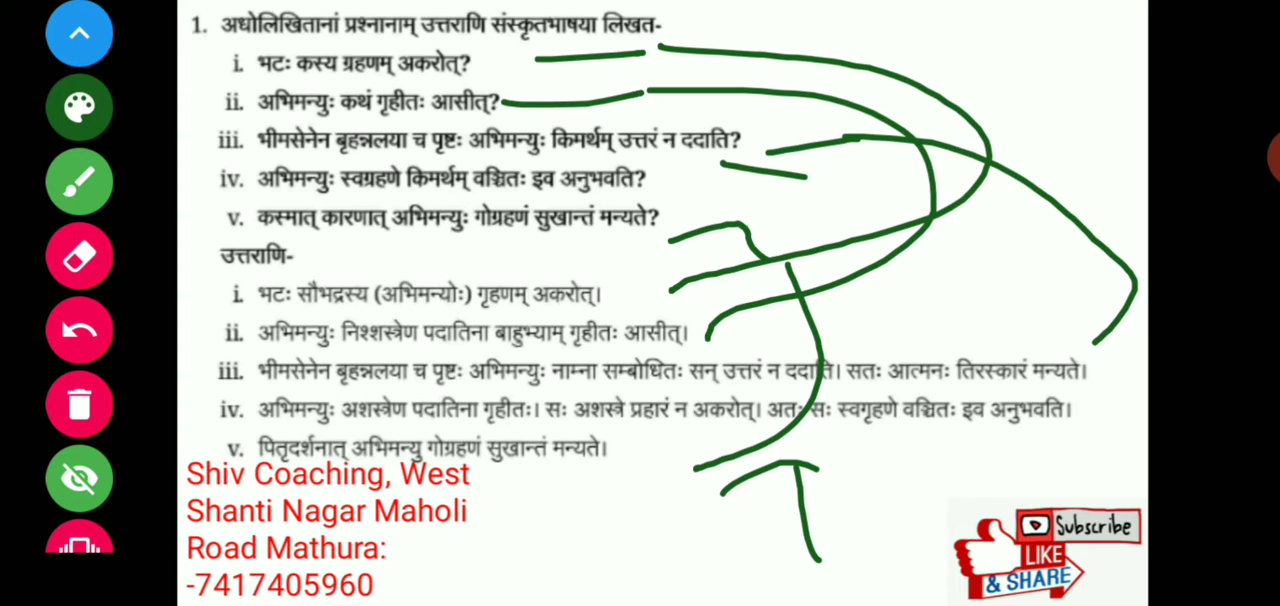 1. अधोलिखितानां प्रश्नानाम् उत्तराणि संस्कृतभाषया लिखत-
i. भटः कस्य ग्रहणम् अकरोत्?
ii. अभिमन्युः कथं गृहीतः आसीत्?
iii. भीमसेनेन बृहन्नलया च पृष्टः अभिमन्युः किमर्थम् उत्तरं न ददाति?
iv. अभिमन्युः स्वग्रहणे किमर्थम् वञ्चितः इव अनुभवति?
v. कस्मात् कारणात् अभिमन्युः गोग्रहणं सुखान्तं मन्यते?
उत्तराणि-
i. भटः सौभद्रस्य (अभिमन्योः) गृहणम् अकरोत्।
ii. अभिमन्युः निश्शस्त्रेण पदातिना बाहुभ्याम् गृहीतः आसीत्।
iii. भीमसेनेन बृहन्नलया च पृष्टः अभिमन्युः नाम्ना सम्बोधितः सन् उत्तरं न ददाति। सतः आत्मनः तिरस्कारं मन्यते।
iv. अभिमन्युः अशस्त्रेण पदातिना गृहीतः। सः अशस्त्रे प्रहारं न अकरोत्। अतः सः स्वगृहणे वञ्चितः इव अनुभवति।
v. पितृदर्शनात् अभिमन्यु गोग्रहणं सुखान्तं मन्यते।
Shiv Coaching, West
Shanti Nagar Maholi
Road Mathura:
-7417405960
Subscribe
LIKE
& SHARE